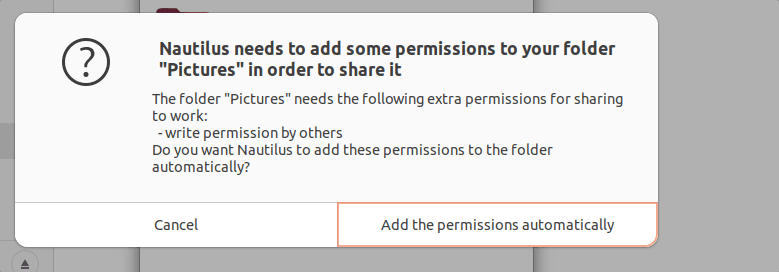 Nautilus needs to add some permissions to your folder
"Pictures" in order to share it
The folder "Pictures" needs the following extra permissions for sharing
to work:
- write permission by others
Do you want Nautilus to add these permissions to the folder
automatically?
Cancel
Add the permissions automatically